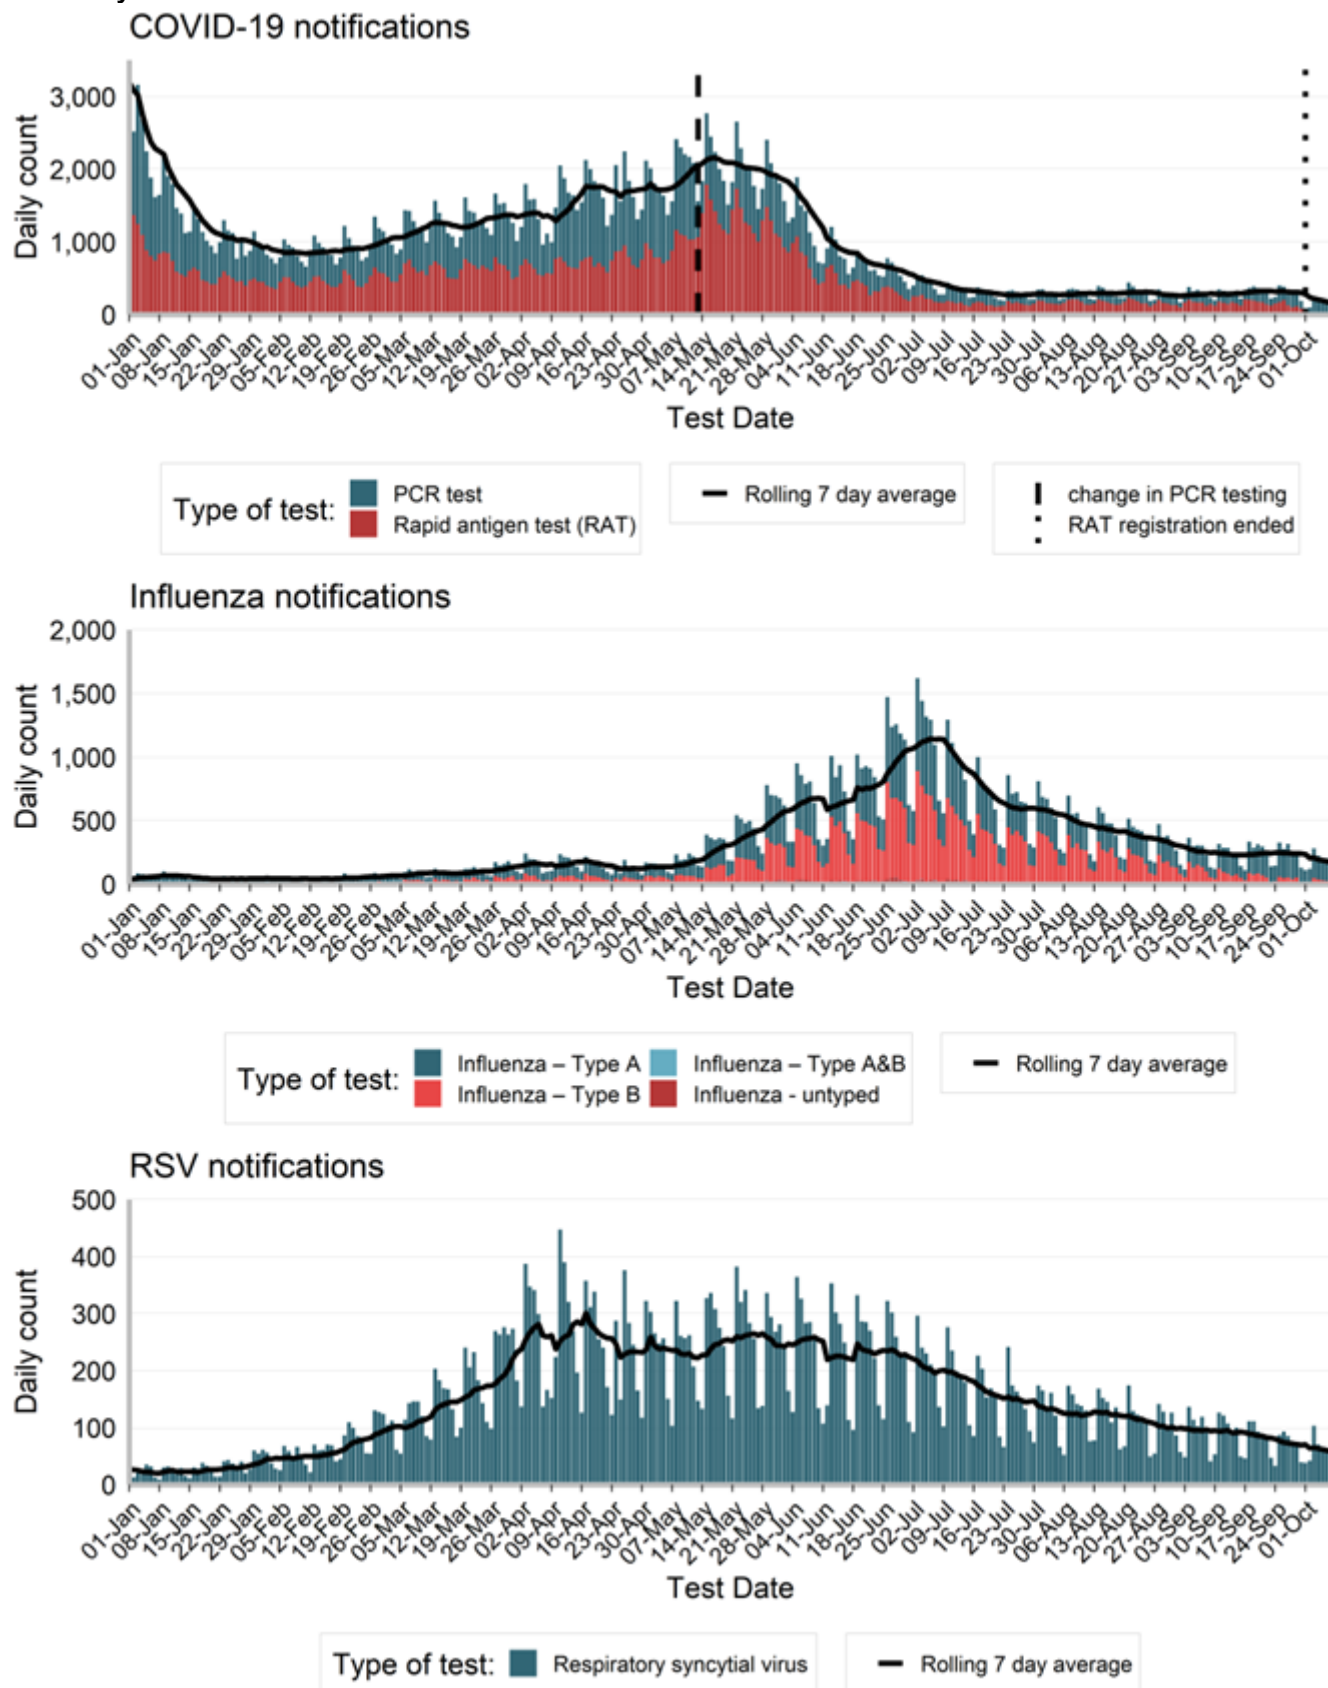 COVID-19 notifications
3,000
2,000
1,000
0
Daily count
01-Jan 08-Jan 15-Jan 22-Jan 29-Jan 05-Feb 12-Feb 19-Feb 26-Feb 05-Mar 12-Mar 19-Mar 26-Mar 02-Apr 09-Apr 16-Apr 23-Apr 30-Apr 07-May 14-May 21-May 28-May 04-Jun 11-Jun 18-Jun 25-Jun 02-Jul 09-Jul 16-Jul 23-Jul 30-Jul 06-Aug 13-Aug 20-Aug 27-Aug 03-Sep 10-Sep 17-Sep 24-Sep 01-Oct
Test Date
Type of test:
PCR test
Rapid antigen test (RAT)
Rolling 7 day average
change in PCR testing
RAT registration ended
Influenza notifications
2,000
1,500
1,000
500
0
Daily count
01-Jan 08-Jan 15-Jan 22-Jan 29-Jan 05-Feb 12-Feb 19-Feb 26-Feb 05-Mar 12-Mar 19-Mar 26-Mar 02-Apr 09-Apr 16-Apr 23-Apr 30-Apr 07-May 14-May 21-May 28-May 04-Jun 11-Jun 18-Jun 25-Jun 02-Jul 09-Jul 16-Jul 23-Jul 30-Jul 06-Aug 13-Aug 20-Aug 27-Aug 03-Sep 10-Sep 17-Sep 24-Sep 01-Oct
Test Date
Type of test:
Influenza – Type A
Influenza – Type B
Influenza – Type A&B
Influenza - untyped
Rolling 7 day average
RSV notifications
500
400
300
200
100
0
Daily count
01-Jan 08-Jan 15-Jan 22-Jan 29-Jan 05-Feb 12-Feb 19-Feb 26-Feb 05-Mar 12-Mar 19-Mar 26-Mar 02-Apr 09-Apr 16-Apr 23-Apr 30-Apr 07-May 14-May 21-May 28-May 04-Jun 11-Jun 18-Jun 25-Jun 02-Jul 09-Jul 16-Jul 23-Jul 30-Jul 06-Aug 13-Aug 20-Aug 27-Aug 03-Sep 10-Sep 17-Sep 24-Sep 01-Oct
Test Date
Type of test:
Respiratory syncytial virus
Rolling 7 day average